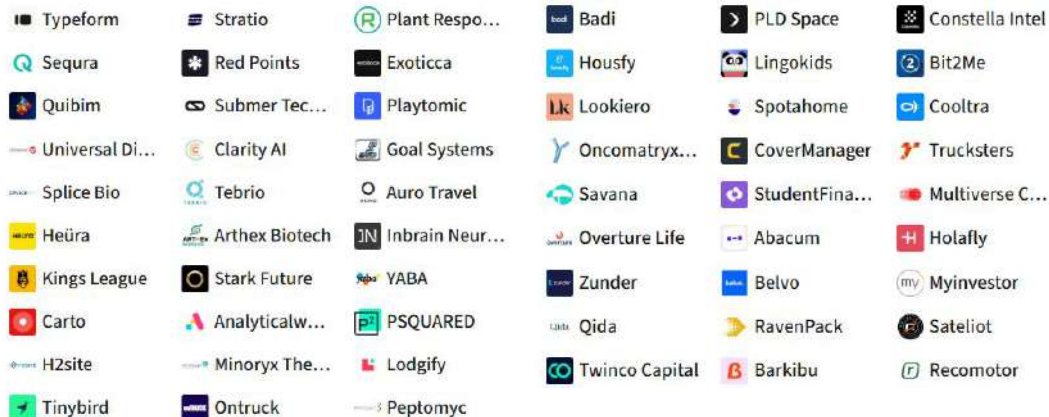 Typeform
Stratio
Plant Respo...
Badi
PLD Space
Constella Intel
Sequra
Red Points
Exoticca
Housfy
Lingokids
Bit2Me
Quibim
Submer Tec...
Playtomic
Lookiero
Spotahome
Cooltra
Universal Di...
Clarity AI
Goal Systems
Oncomatryx...
CoverManager
Trucksters
Splice Bio
Tebrio
Auro Travel
Savana
StudentFina...
Multiverse C...
Heüra
Arthex Biotech
Inbrain Neur...
Overture Life
Abacum
Holafly
Kings League
Stark Future
YABA
Zunder
Belvo
Myinvestor
Carto
Analyticalw...
PSQUARED
Qida
RavenPack
Sateliot
H2site
Minoryx The...
Lodgify
Twinco Capital
Barkibu
Recomotor
Tinybird
Ontruck
Peptomyc